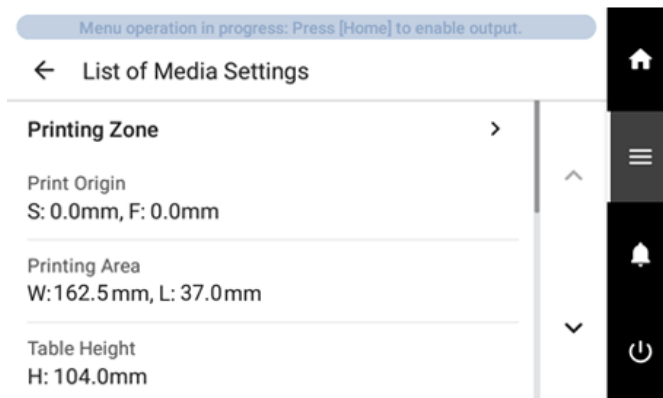 Menu operation in progress: Press [Home] to enable output.
List of Media Settings
Printing Zone
Print Origin
S: 0.0mm, F: 0.0mm
Printing Area
W:162.5mm, L: 37.0mm
Table Height
H: 104.0mm